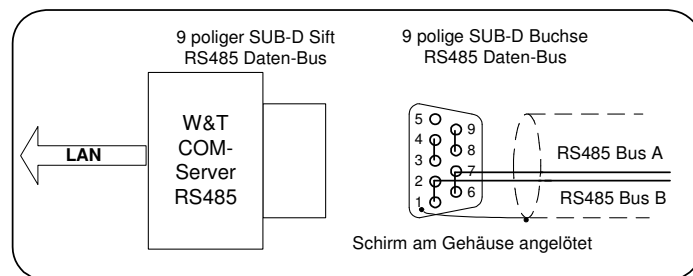 9 poliger SUB-D Sift
RS485 Daten-Bus
9 polige SUB-D Buchse
RS485 Daten-Bus
W&T
COM-
Server
RS485
LAN
5
9
4
8
3
7
2
6
1
RS485 Bus A
RS485 Bus B
Schirm am Gehäuse angelötet